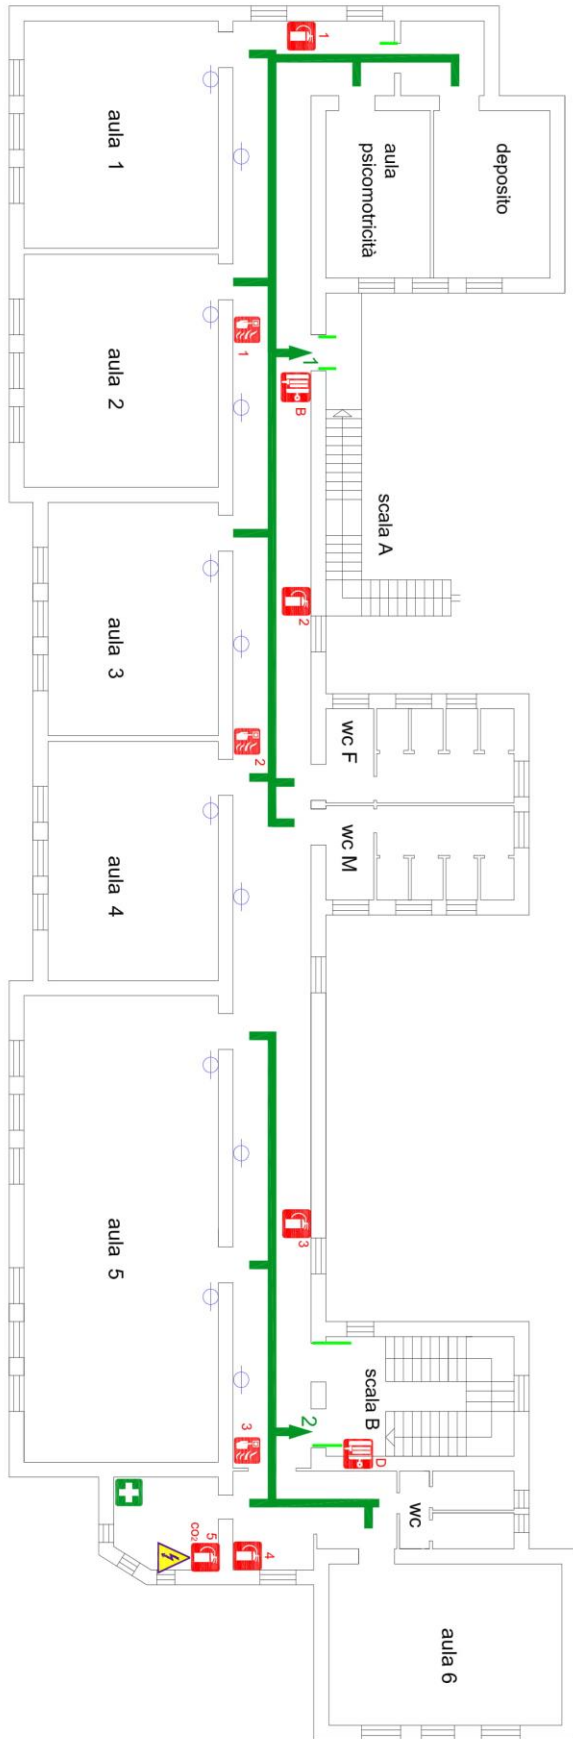 1
deposito
aula
psicomotricità
aula 1
1
1
B
aula 2
scala A
2
aula 3
wc F
2
wc M
aula 4
3
aula 5
scala B
2
3
D
wc
5
CO2
4
aula 6